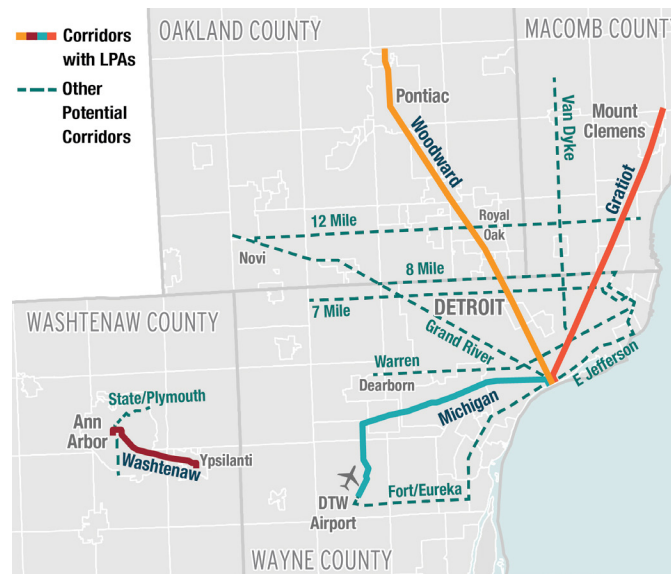 OAKLAND COUNTY
MACOMB COUNT
Corridors
with LPAs
Other
Potential
Corridors
Pontiac
Woodward
Van Dyke
Mount
Clemens
Gratiot
12 Mile
Royal
Oak
Novi
8 Mile
7 Mile
DETROIT
WASHTENAW COUNTY
Grand River
Warren
Dearborn
E Jefferson
Michigan
State/Plymouth
Ann
Arbor
Washtenaw
Ypsilanti
Fort/Eureka
DTW
Airport
WAYNE COUNTY